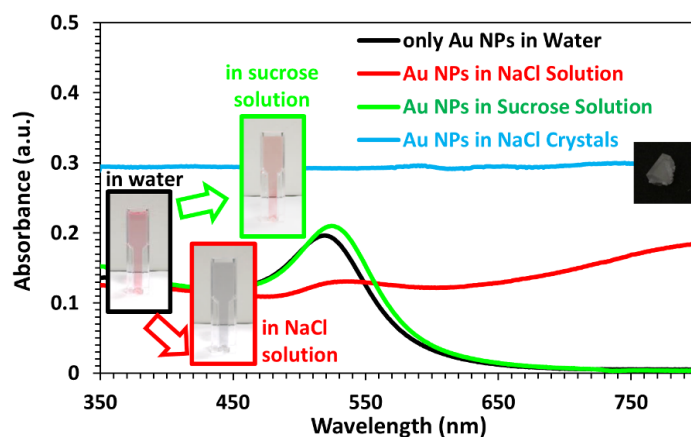 0.5
0.4
0.3
0.2
0.1
0
Absorbance (a.u.)
350
450
550
650
750
Wavelength (nm)
only Au NPs in Water
Au NPs in NaCl Solution
Au NPs in Sucrose Solution
Au NPs in NaCl Crystals
in sucrose
solution
in water
in NaCl
solution